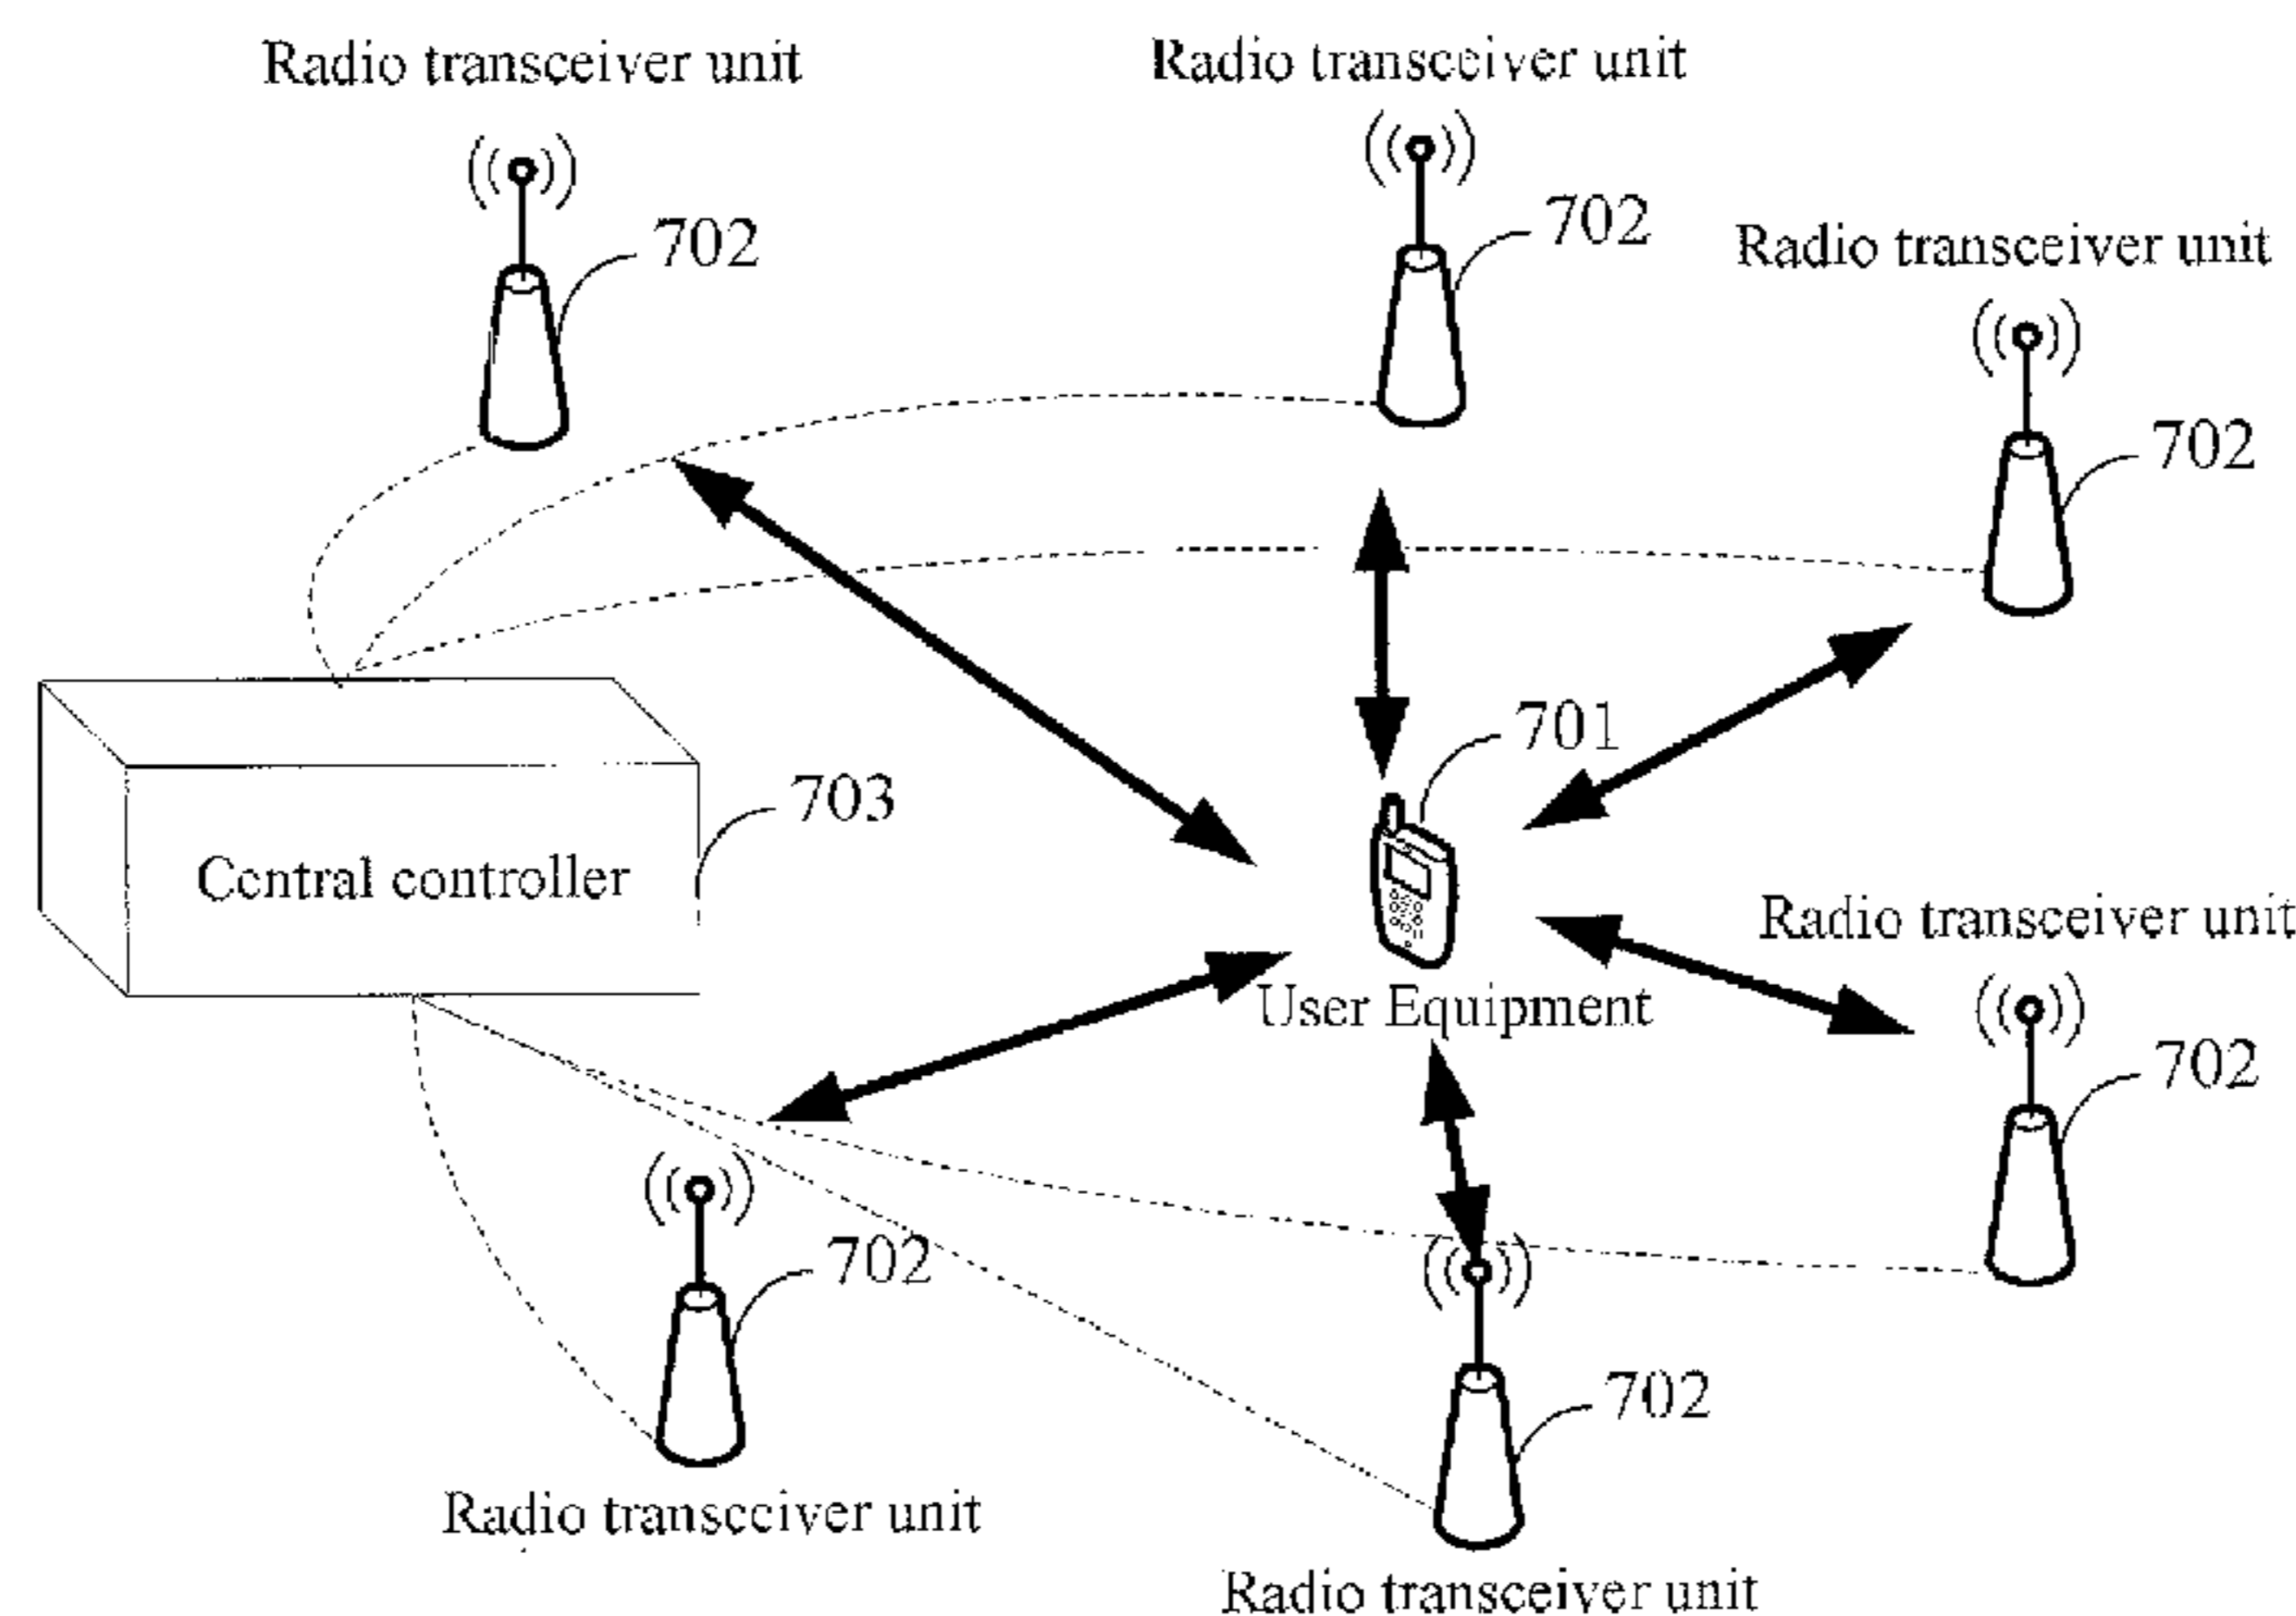 Radio transceiver unit
Radio transceiver unit
702
702
Radio transceiver unit
702
701
703
Central controller
Radio transceiver unit
User Equipment
702
702
702
Radio transceiver unit
Radio transceiver unit